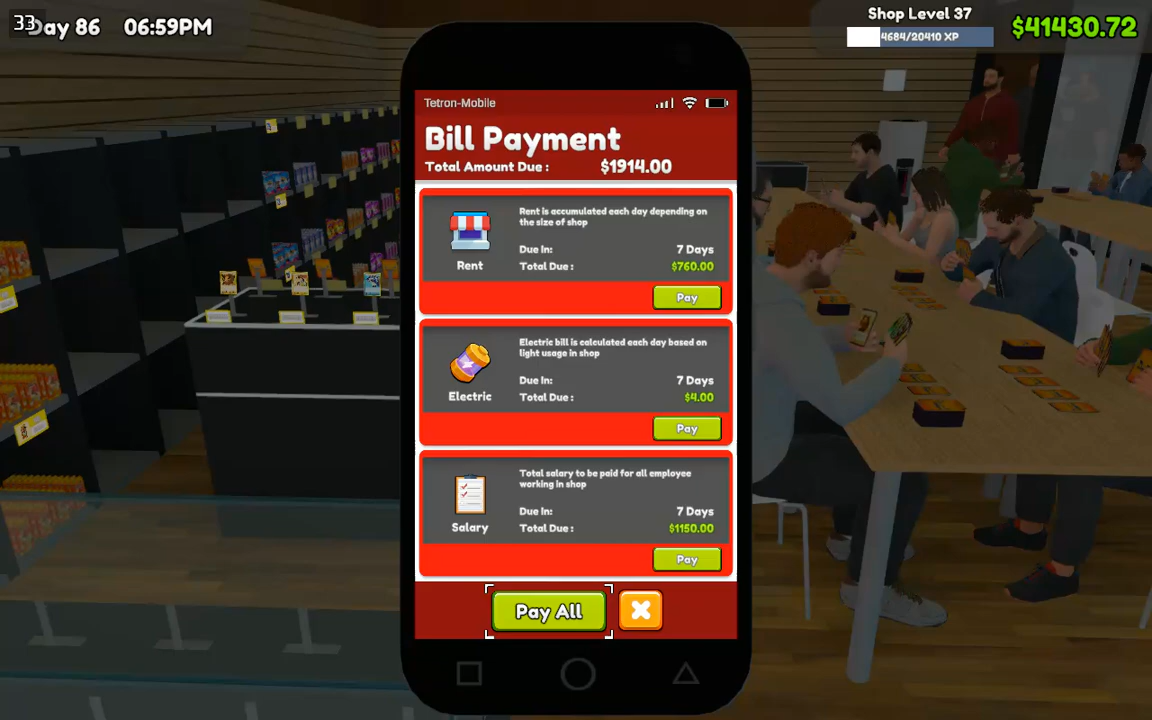 33
Day 86 06:59PM
Shop Level 37
4684/20410 XP
$41430.72
Tetron-Mobile
Bill Payment
Total Amount Due : $1914.00
Rent is accumulated each day depending on
the size of shop
Due In: 7 Days
Total Due : $760.00
Rent
Pay
Electric bill is calculated each day based on
light usage in shop
Due In: 7 Days
Total Due : $4.00
Electric
Pay
Total salary to be paid for all employee
working in shop
Due In: 7 Days
Total Due : $1150.00
Salary
Pay
Pay All